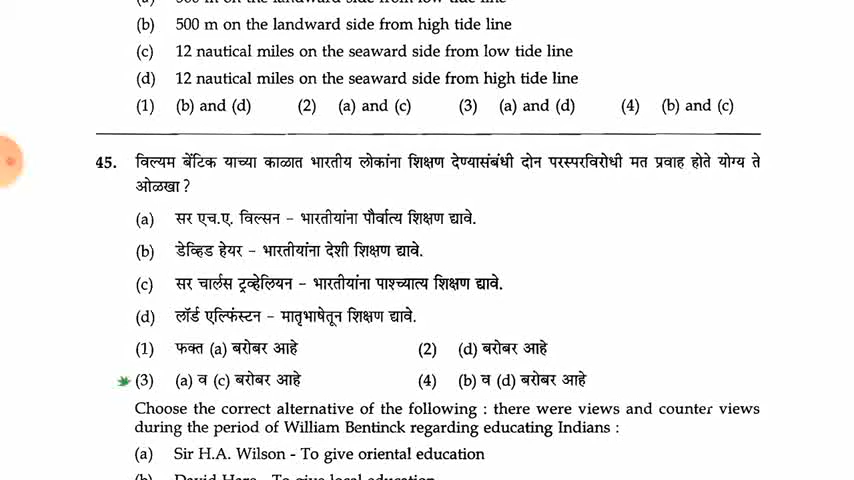 (b) 500 m on the landward side from high tide line
(c) 12 nautical miles on the seaward side from low tide line
(d) 12 nautical miles on the seaward side from high tide line
(1) (b) and (d) (2) (a) and (c) (3) (a) and (d) (4) (b) and (c)
45. विल्यम बेंटिक याच्या काळात भारतीय लोकांना शिक्षण देण्यासंबंधी दोन परस्परविरोधी मत प्रवाह होते योग्य ते
ओळखा ?
(a) सर एच.ए. विल्सन – भारतीयांना पौर्वात्य शिक्षण द्यावे.
(b) डेव्हिड हेयर – भारतीयांना देशी शिक्षण द्यावे.
(c) सर चार्लस ट्रव्हेलियन – भारतीयांना पाश्च्यात्य शिक्षण द्यावे.
(d) लॉर्ड एल्फिंस्टन – मातृभाषेतून शिक्षण द्यावे.
(1) फक्त (a) बरोबर आहे (2) (d) बरोबर आहे
(3) (a) व (c) बरोबर आहे (4) (b) व (d) बरोबर आहे
Choose the correct alternative of the following : there were views and counter views
during the period of William Bentinck regarding educating Indians :
(a) Sir H.A. Wilson - To give oriental education